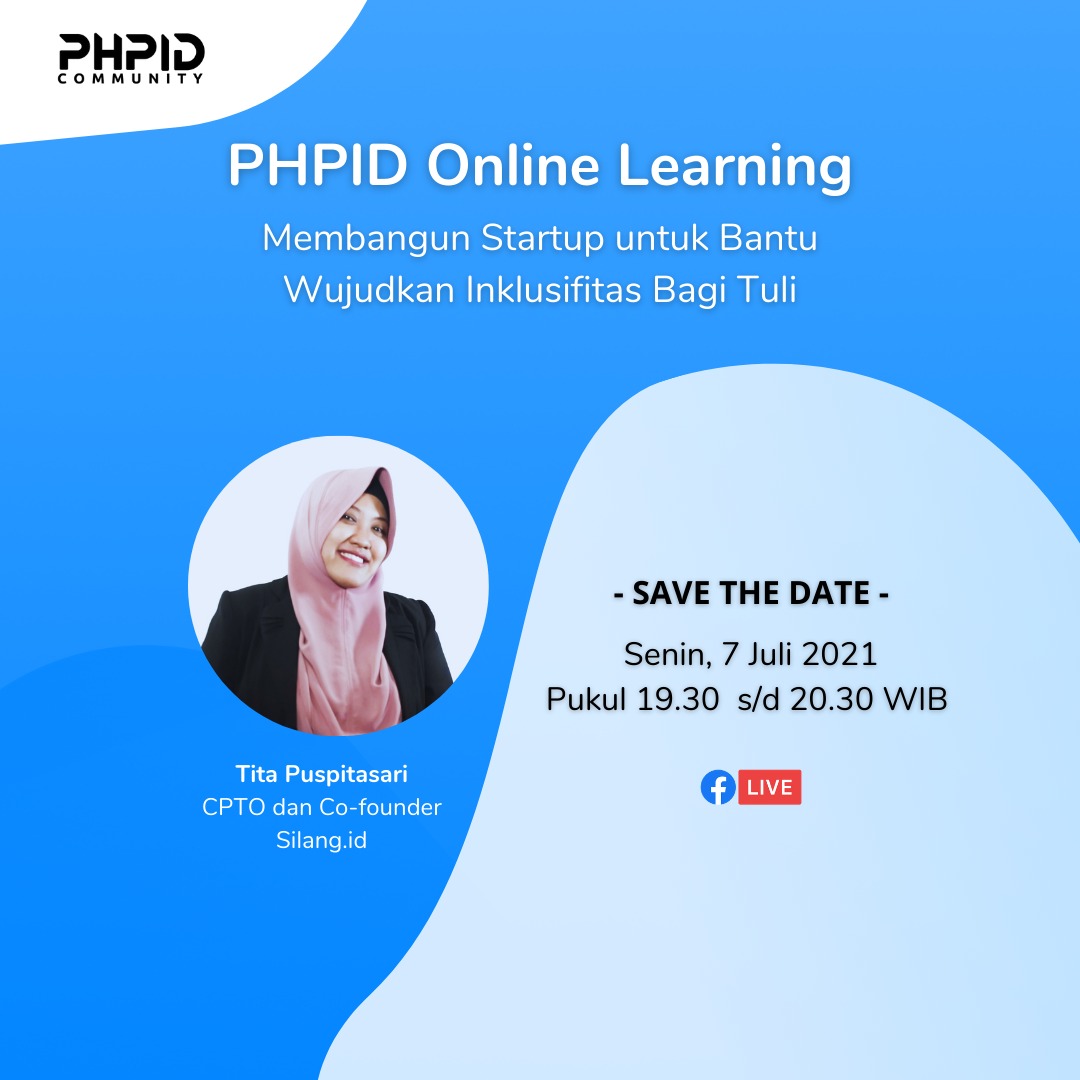 PHPID
COMMUNITY
PHPID Online Learning
Membangun Startup untuk Bantu
Wujudkan Inklusifitas Bagi Tuli
- SAVE THE DATE -
Senin, 7 Juli 2021
Pukul 19.30 s/d 20.30 WIB
LIVE
Tita Puspitasari
CPTO dan Co-founder
Silang.id